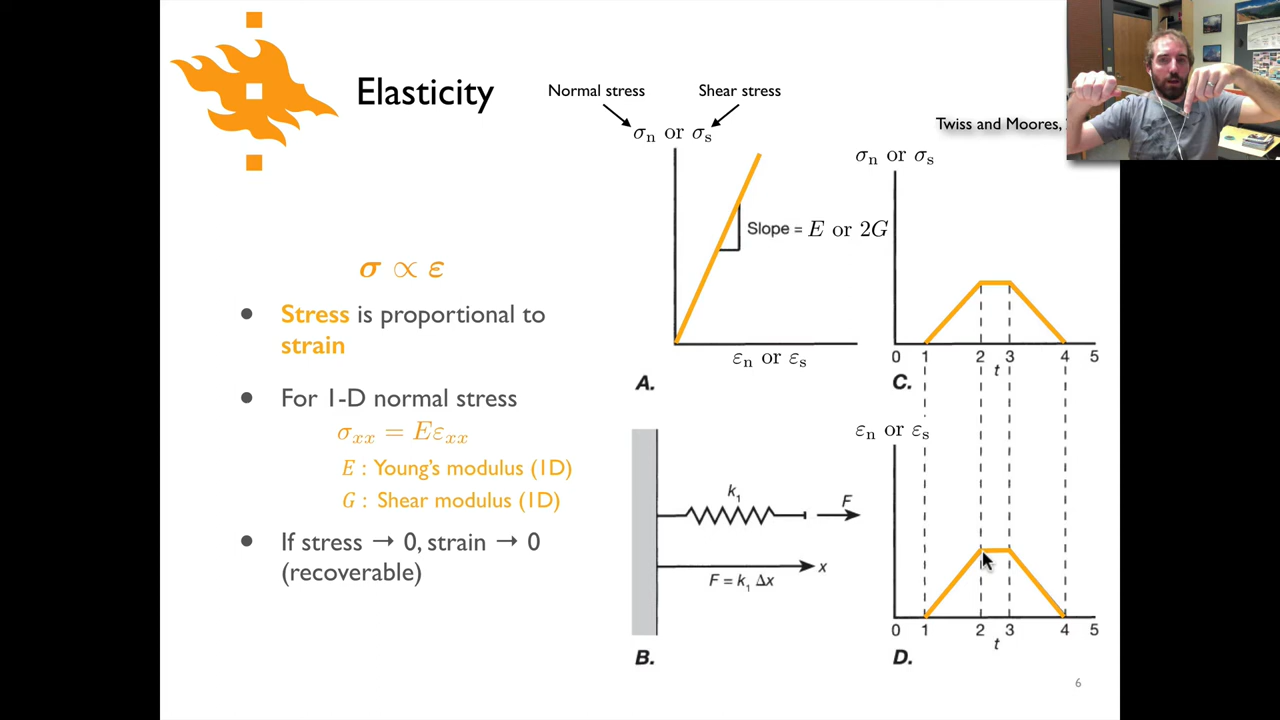 Elasticity
Normal stress
Shear stress
σn or σs
Twiss and Moores,
σ ∝ ε
• Stress is proportional to
strain
• For 1-D normal stress
σxx = Eεxx
E : Young's modulus (1D)
G : Shear modulus (1D)
• If stress → 0, strain → 0
(recoverable)
Slope = E or 2G
εn or εs
A.
σn or σs
0 1 2 3 4 5
t
C.
k1
F
x
F = k1 Δx
B.
εn or εs
0 1 2 3 4 5
t
D.
6